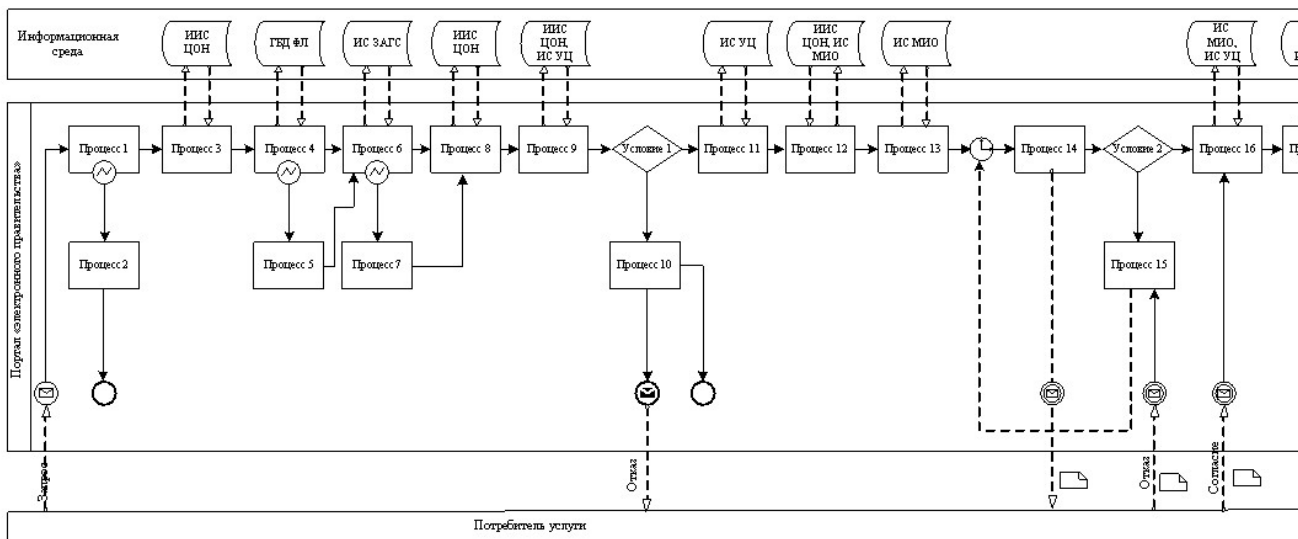 Информационная
среда
ИИС
ЦОН
ГБД ФЛ
ИС ЗАГС
ИИС
ЦОН
ИИС
ЦОН,
ИС УЦ
ИС УЦ
ИИС
ЦОН, ИС
МИО
ИС МИО
ИС
МИО,
ИС УЦ
Портал «электронного правительства»
Процесс 1
Процесс 3
Процесс 4
Процесс 6
Процесс 8
Процесс 9
Условие 1
Процесс 11
Процесс 12
Процесс 13
Процесс 14
Условие 2
Процесс 16
Процесс 2
Процесс 5
Процесс 7
Процесс 10
Процесс 15
Запрос
Отказ
Отказ
Согласие
Потребитель услуги